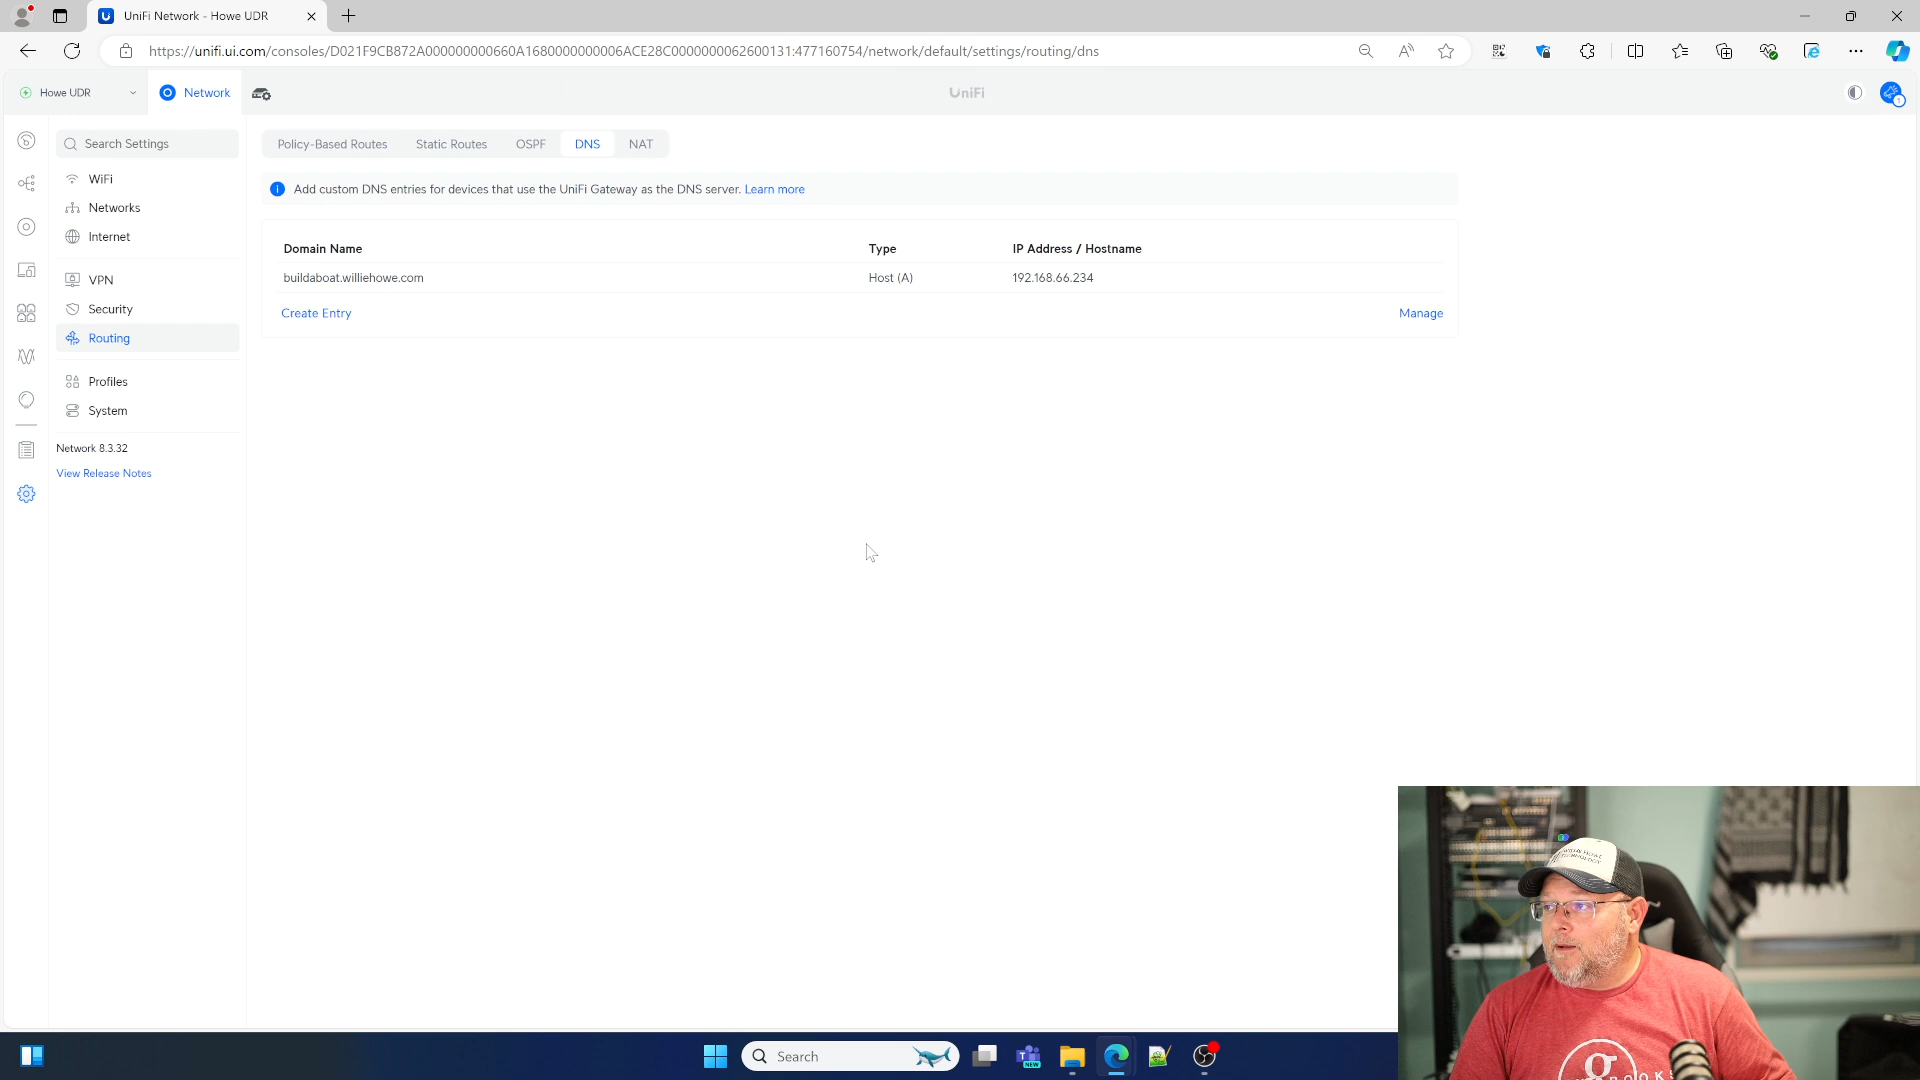 UniFi Network - Howe UDR
https://unifi.ui.com/consoles/D021F9CB872A000000000660A1680000000006ACE28C0000000062600131:477160754/network/default/settings/routing/dns
Howe UDR
Network
UniFi
1
Search Settings
WiFi
Networks
Internet
VPN
Security
Routing
Profiles
System
Network 8.3.32
View Release Notes
Policy-Based Routes Static Routes OSPF DNS NAT
Add custom DNS entries for devices that use the UniFi Gateway as the DNS server. Learn more
Domain Name Type IP Address / Hostname
buildaboat.williehowe.com Host (A) 192.168.66.234
Create Entry Manage
Search
NEW